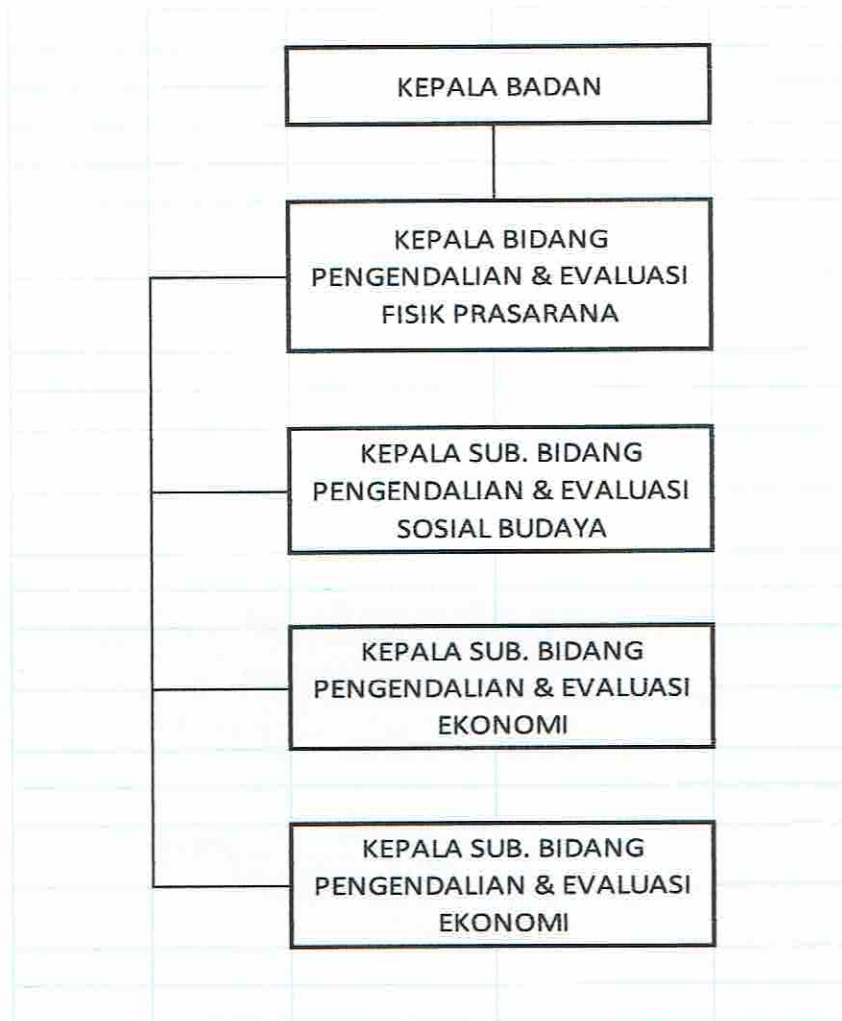 KEPALA BADAN
KEPALA BIDANG
PENGENDALIAN & EVALUASI
FISIK PRASARANA
KEPALA SUB. BIDANG
PENGENDALIAN & EVALUASI
SOSIAL BUDAYA
KEPALA SUB. BIDANG
PENGENDALIAN & EVALUASI
EKONOMI
KEPALA SUB. BIDANG
PENGENDALIAN & EVALUASI
EKONOMI